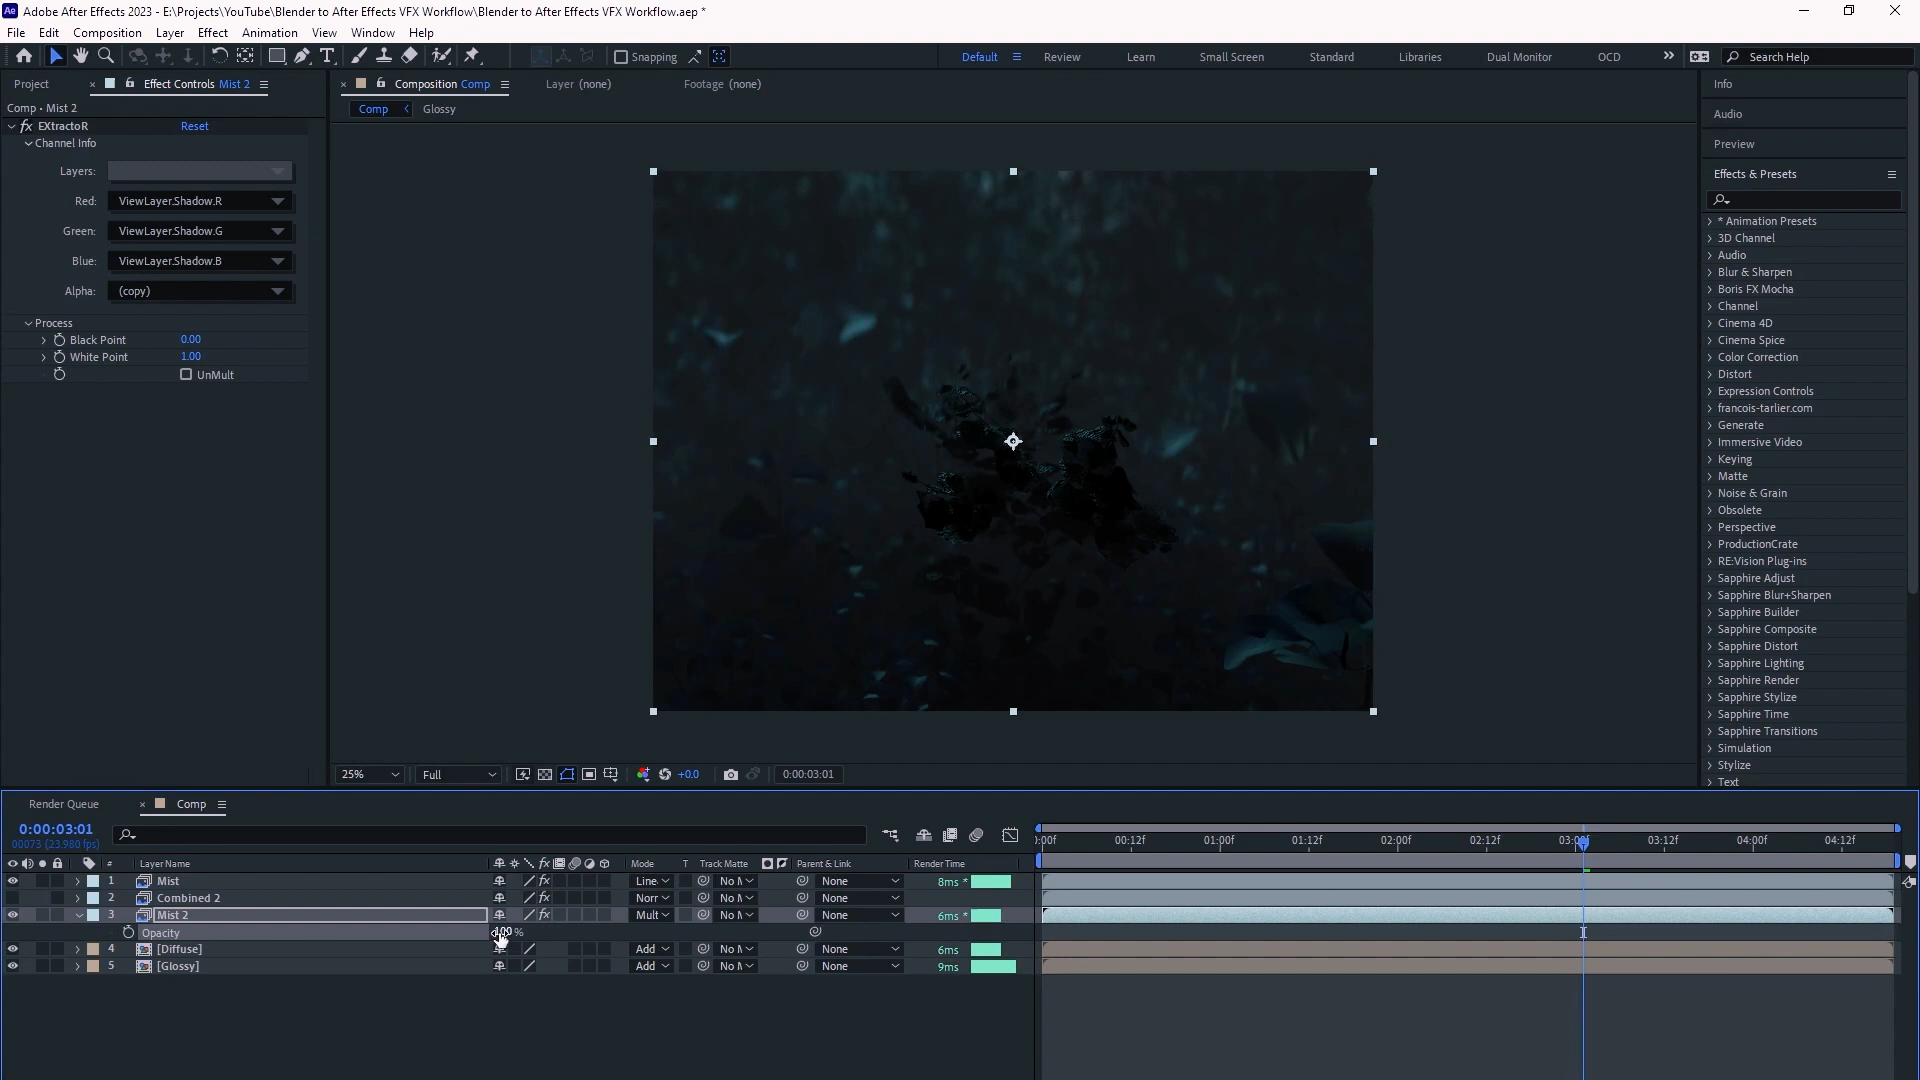 Adobe After Effects 2023 - E:\Projects\YouTube\Blender to After Effects VFX Workflow\Blender to After Effects VFX Workflow.aep *
File Edit Composition Layer Effect Animation View Window Help
Snapping Default Review Learn Small Screen Standard Libraries Dual Monitor OCD Search Help
Project Effect Controls Mist 2 Composition Comp Layer (none) Footage (none) Info
Comp • Mist 2 Comp Glossy
Audio
Preview
Effects & Presets
fx EXtractoR Reset
Channel Info
Layers:
Red: ViewLayer.Shadow.R
Green: ViewLayer.Shadow.G
Blue: ViewLayer.Shadow.B
Alpha: (copy)
Process
Black Point 0.00
White Point 1.00
UnMult
* Animation Presets
3D Channel
Audio
Blur & Sharpen
Boris FX Mocha
Channel
Cinema 4D
Cinema Spice
Color Correction
Distort
Expression Controls
francois-tarlier.com
Generate
Immersive Video
Keying
Matte
Noise & Grain
Obsolete
Perspective
ProductionCrate
RE:Vision Plug-ins
Sapphire Adjust
Sapphire Blur+Sharpen
Sapphire Builder
Sapphire Composite
Sapphire Distort
Sapphire Lighting
Sapphire Render
Sapphire Stylize
Sapphire Time
Sapphire Transitions
Simulation
Stylize
Text
25% Full +0.0 0:00:03:01
Render Queue Comp
0:00:03:01
00073 (23.980 fps)
:00f 00:12f 01:00f 01:12f 02:00f 02:12f 03:00f 03:12f 04:00f 04:12f
# Layer Name fx Mode T Track Matte Parent & Link Render Time
1 Mist fx Line No M None 8ms *
2 Combined 2 fx Norr No M None
3 Mist 2 fx Mult No M None 6ms *
Opacity 100 %
4 [Diffuse] Add No M None 6ms
5 [Glossy] Add No M None 9ms